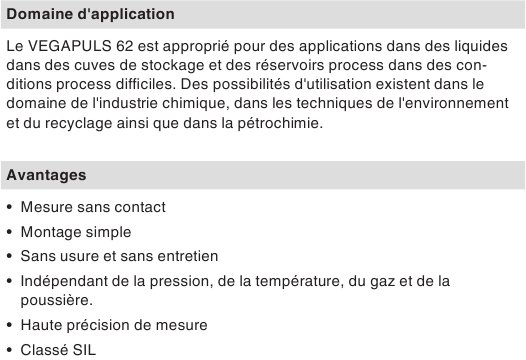 Domaine d'application
Le VEGAPULS 62 est approprié pour des applications dans des liquides
dans des cuves de stockage et des réservoirs process dans des con-
ditions process difficiles. Des possibilités d'utilisation existent dans le
domaine de l'industrie chimique, dans les techniques de l'environnement
et du recyclage ainsi que dans la pétrochimie.
Avantages
• Mesure sans contact
• Montage simple
• Sans usure et sans entretien
• Indépendant de la pression, de la température, du gaz et de la
poussière.
• Haute précision de mesure
• Classé SIL